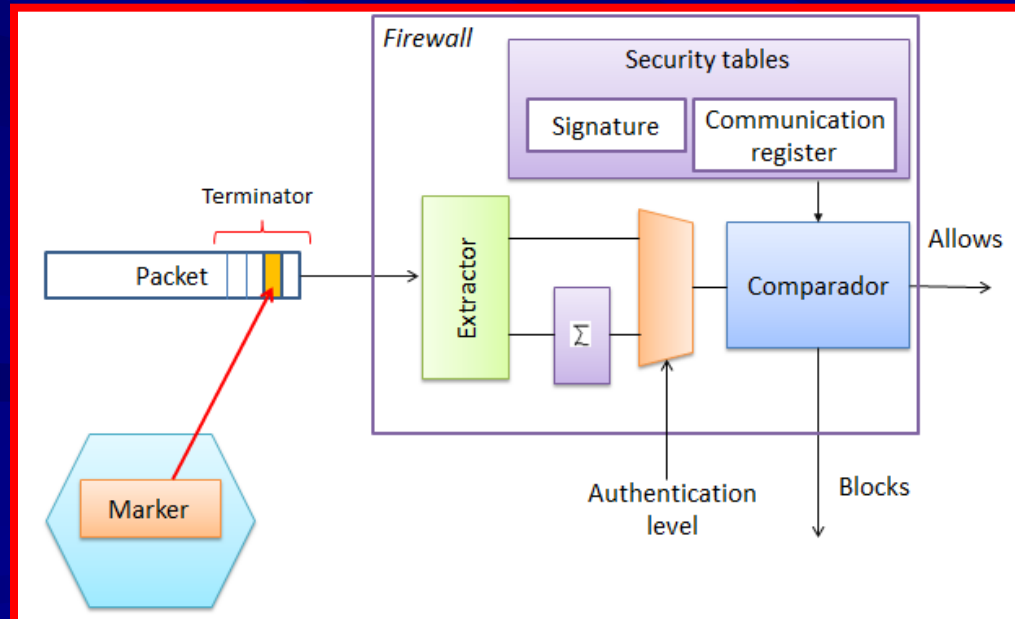 Firewall
Security tables
Signature
Communication
register
Terminator
Packet
Extractor
Σ
Comparador
Allows
Marker
Authentication
level
Blocks